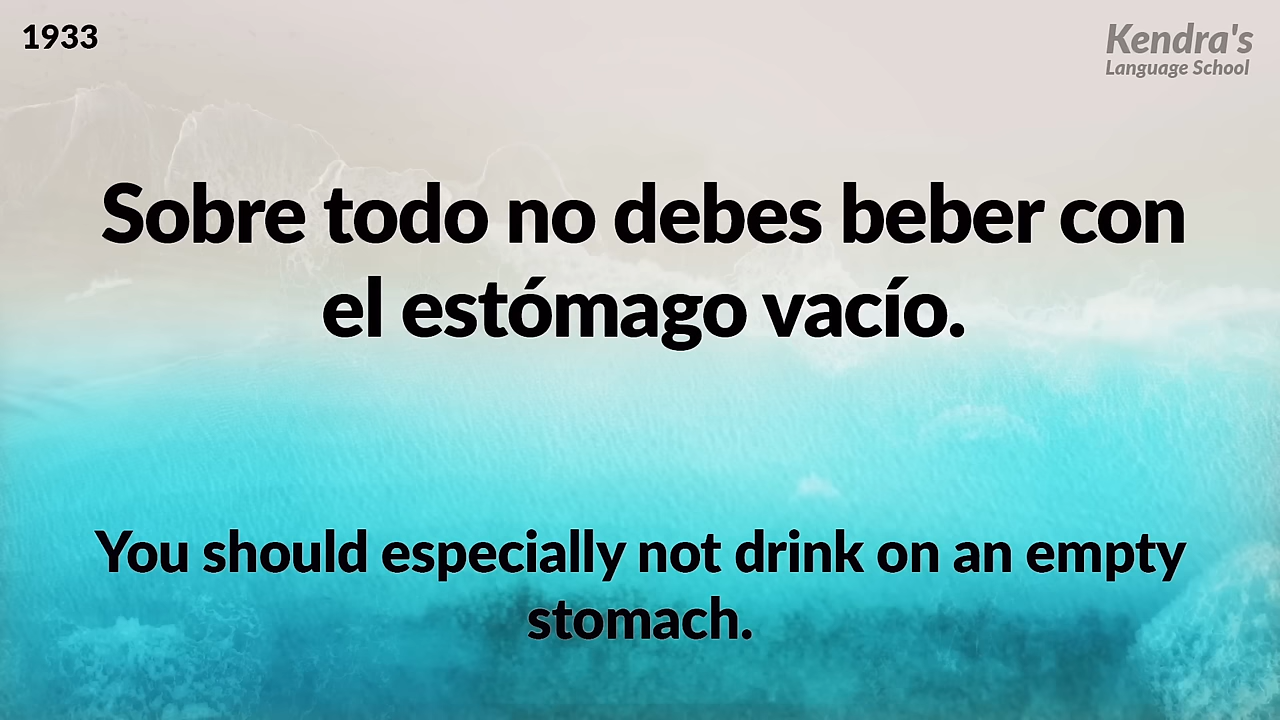 1933
Kendra's
Language School
Sobre todo no debes beber con
el estómago vacío.
You should especially not drink on an empty
stomach.